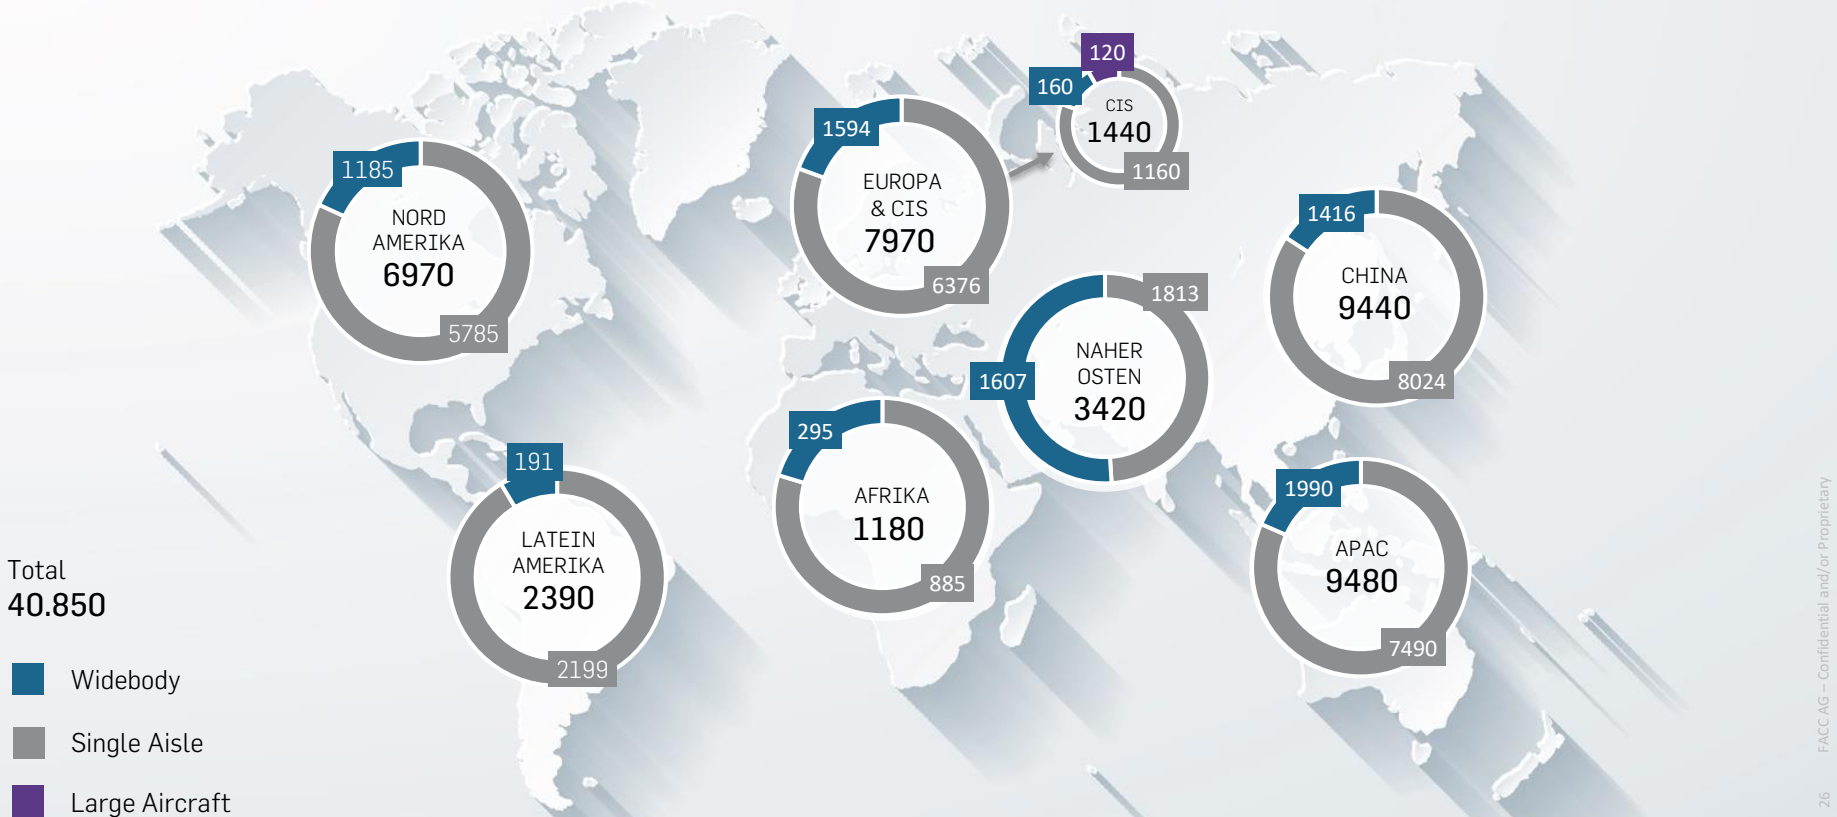 120
160
CIS
1440
1160
1594
EUROPA
& CIS
7970
6376
1185
NORD
AMERIKA
6970
5785
1416
CHINA
9440
8024
1813
NAHER
OSTEN
3420
1607
295
AFRIKA
1180
885
191
LATEIN
AMERIKA
2390
2199
1990
APAC
9480
7490
Total
40.850
Widebody
Single Aisle
Large Aircraft
FACC AG – Confidential and/or Proprietary
26